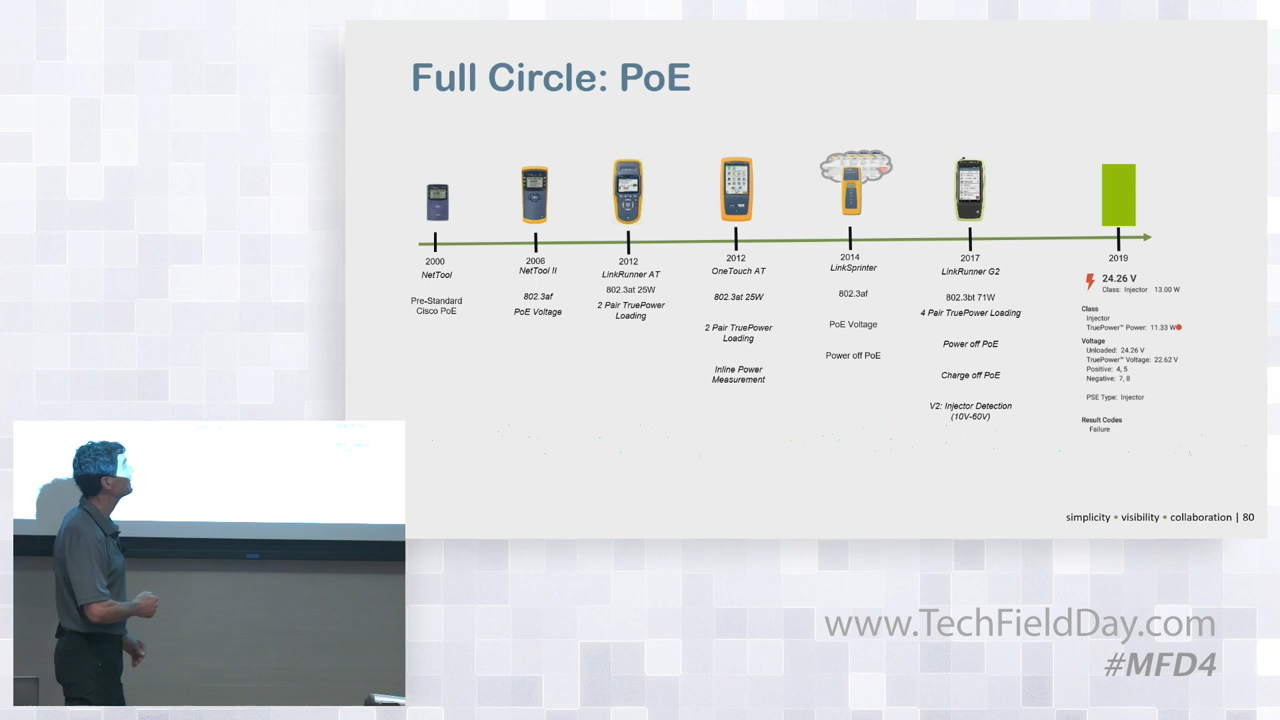 Full Circle: PoE
2000
NetTool
Pre-Standard
Cisco PoE
2006
NetTool II
802.3af
PoE Voltage
2012
LinkRunner AT
802.3at 25W
2 Pair TruePower
Loading
2012
OneTouch AT
802.3at 25W
2 Pair TruePower
Loading
Inline Power
Measurement
2014
LinkSprinter
802.3af
PoE Voltage
Power off PoE
2017
LinkRunner G2
802.3bt 71W
4 Pair TruePower Loading
Power off PoE
Charge off PoE
V2: Injector Detection
(10V-60V)
2019
24.26 V
Class: Injector 13.00 W
Class
Injector
TruePower™ Power: 11.33 W
Voltage
Unloaded: 24.26 V
TruePower™ Voltage: 22.62 V
Positive: 4, 5
Negative: 7, 8
PSE Type: Injector
Result Codes
Failure
simplicity • visibility • collaboration | 80
www.TechFieldDay.com
#MFD4